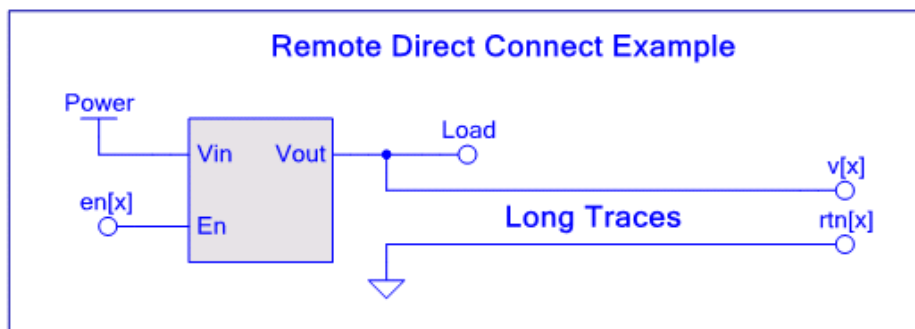 Remote Direct Connect Example
Power
Load
Vin Vout
v[x]
en[x]
En
Long Traces
rtn[x]